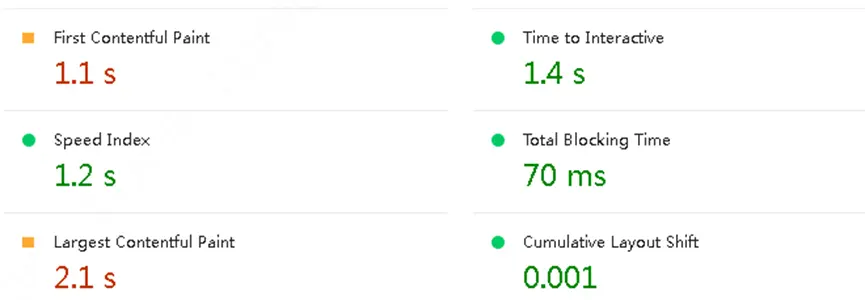 First Contentful Paint
1.1 s
Time to Interactive
1.4 s
Speed Index
1.2 s
Total Blocking Time
70 ms
Largest Contentful Paint
2.1 s
Cumulative Layout Shift
0.001